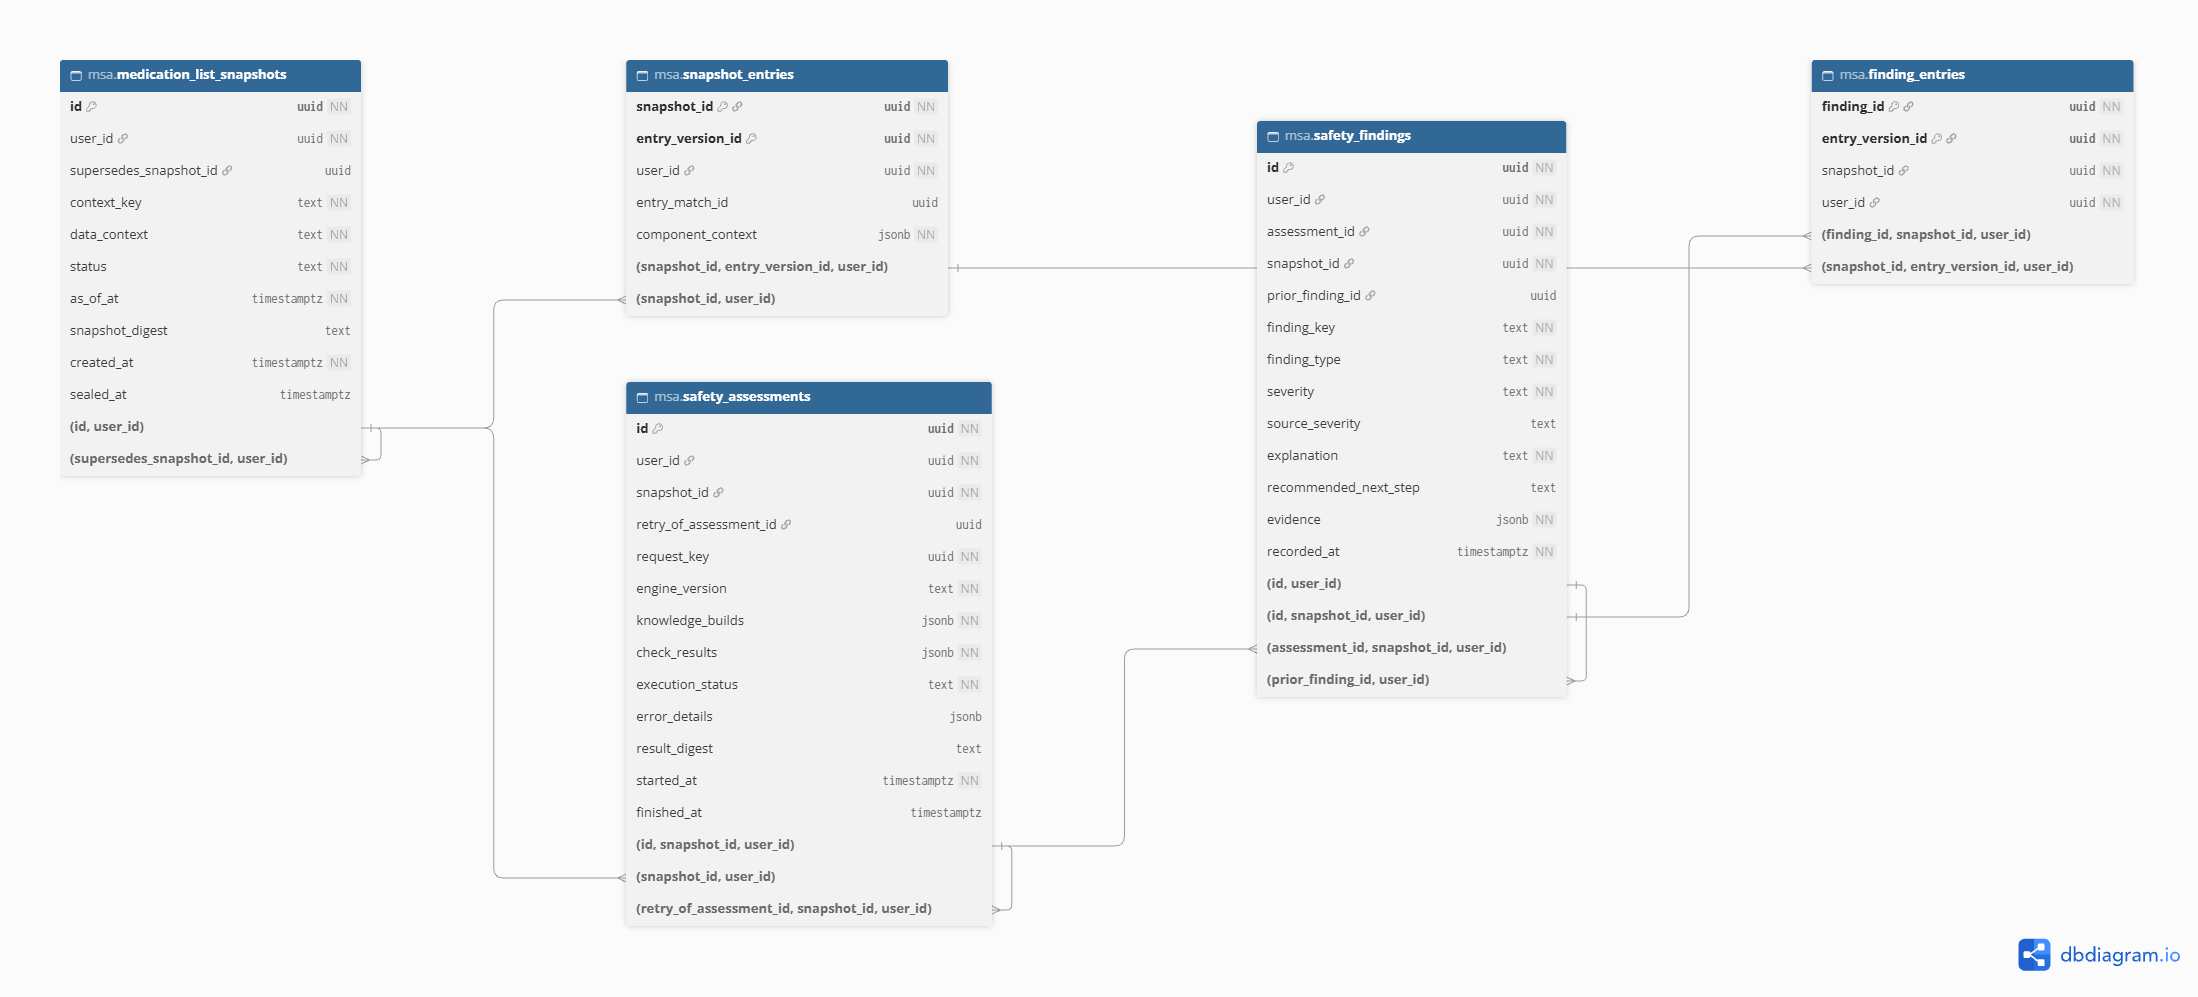 msa.medication_list_snapshots
id uuid NN
user_id uuid NN
supersedes_snapshot_id uuid
context_key text NN
data_context text NN
status text NN
as_of_at timestamptz NN
snapshot_digest text
created_at timestamptz NN
sealed_at timestamptz
(id, user_id)
(supersedes_snapshot_id, user_id)
msa.snapshot_entries
snapshot_id uuid NN
entry_version_id uuid NN
user_id uuid NN
entry_match_id uuid
component_context jsonb NN
(snapshot_id, entry_version_id, user_id)
(snapshot_id, user_id)
msa.safety_assessments
id uuid NN
user_id uuid NN
snapshot_id uuid NN
retry_of_assessment_id uuid
request_key uuid NN
engine_version text NN
knowledge_builds jsonb NN
check_results jsonb NN
execution_status text NN
error_details jsonb
result_digest text
started_at timestamptz NN
finished_at timestamptz
(id, snapshot_id, user_id)
(snapshot_id, user_id)
(retry_of_assessment_id, snapshot_id, user_id)
msa.safety_findings
id uuid NN
user_id uuid NN
assessment_id uuid NN
snapshot_id uuid NN
prior_finding_id uuid
finding_key text NN
finding_type text NN
severity text NN
source_severity text
explanation text NN
recommended_next_step text
evidence jsonb NN
recorded_at timestamptz NN
(id, user_id)
(id, snapshot_id, user_id)
(assessment_id, snapshot_id, user_id)
(prior_finding_id, user_id)
msa.finding_entries
finding_id uuid NN
entry_version_id uuid NN
snapshot_id uuid NN
user_id uuid NN
(finding_id, snapshot_id, user_id)
(snapshot_id, entry_version_id, user_id)
dbdiagram.io